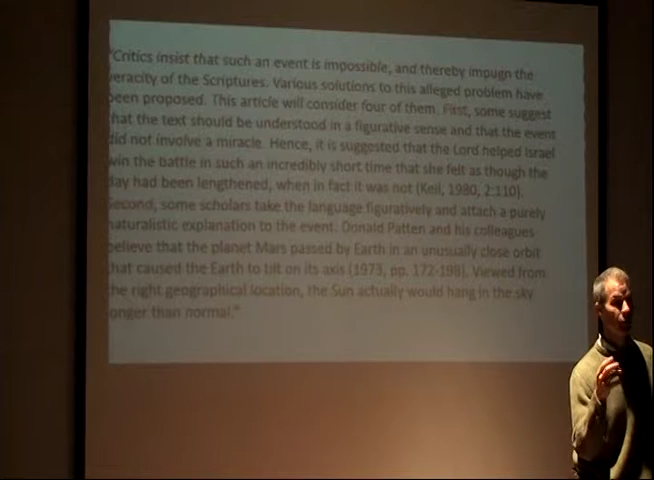 "Critics insist that such an event is impossible, and thereby impugn the
veracity of the Scriptures. Various solutions to this alleged problem have
been proposed. This article will consider four of them. First, some suggest
that the text should be understood in a figurative sense and that the event
did not involve a miracle. Hence, it is suggested that the Lord helped Israel
win the battle in such an incredibly short time that she felt as though the
day had been lengthened, when in fact it was not (Keil, 1980, 2:110).
Second, some scholars take the language figuratively and attach a purely
naturalistic explanation to the event. Donald Patten and his colleagues
believe that the planet Mars passed by Earth in an unusually close orbit
that caused the Earth to tilt on its axis (1973, pp. 172-198). Viewed from
the right geographical location, the Sun actually would hang in the sky
longer than normal."